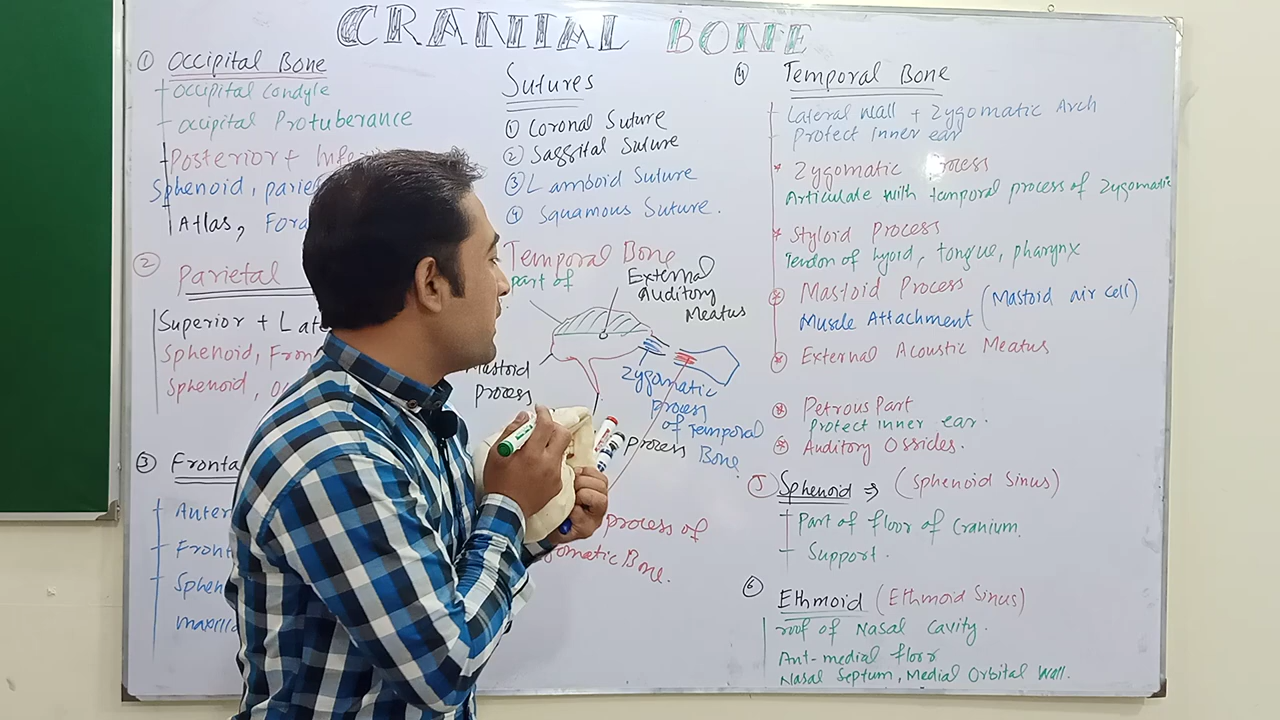 CRANIAL BONE
① Occipital Bone
Occipital Condyle
Occipital Protuberance
Posterior + Infer
Sphenoid, parie
Atlas, Fora
② Parietal
Superior + Late
Sphenoid, Fron
Sphenoid, O
③ Fronta
Anter
Front
Sphen
maxilla
Sutures
① Coronal Suture
② Saggital Suture
③ Lamboid Suture
④ Squamous Suture.
Temporal Bone
part of
External
Auditory
Meatus
Mastoid
process
Zygomatic
process
of Temporal
Bone
process
process of
Zygomatic Bone.
④ Temporal Bone
Lateral Wall + Zygomatic Arch
Protect Inner ear
* Zygomatic Process
Articulate with temporal process of Zygomatic
* Styloid Process
Tendon of hyoid, tongue, pharynx
Mastoid Process
Muscle Attachment (Mastoid air cell)
External Acoustic Meatus
Petrous Part
Protect inner ear.
Auditory Ossicles.
⑤ Sphenoid ⇒ (Sphenoid Sinus)
Part of floor of Cranium.
Support.
⑥ Ethmoid (Ethmoid Sinus)
roof of Nasal Cavity.
Ant-medial floor
Nasal Septum, Medial Orbital Wall.